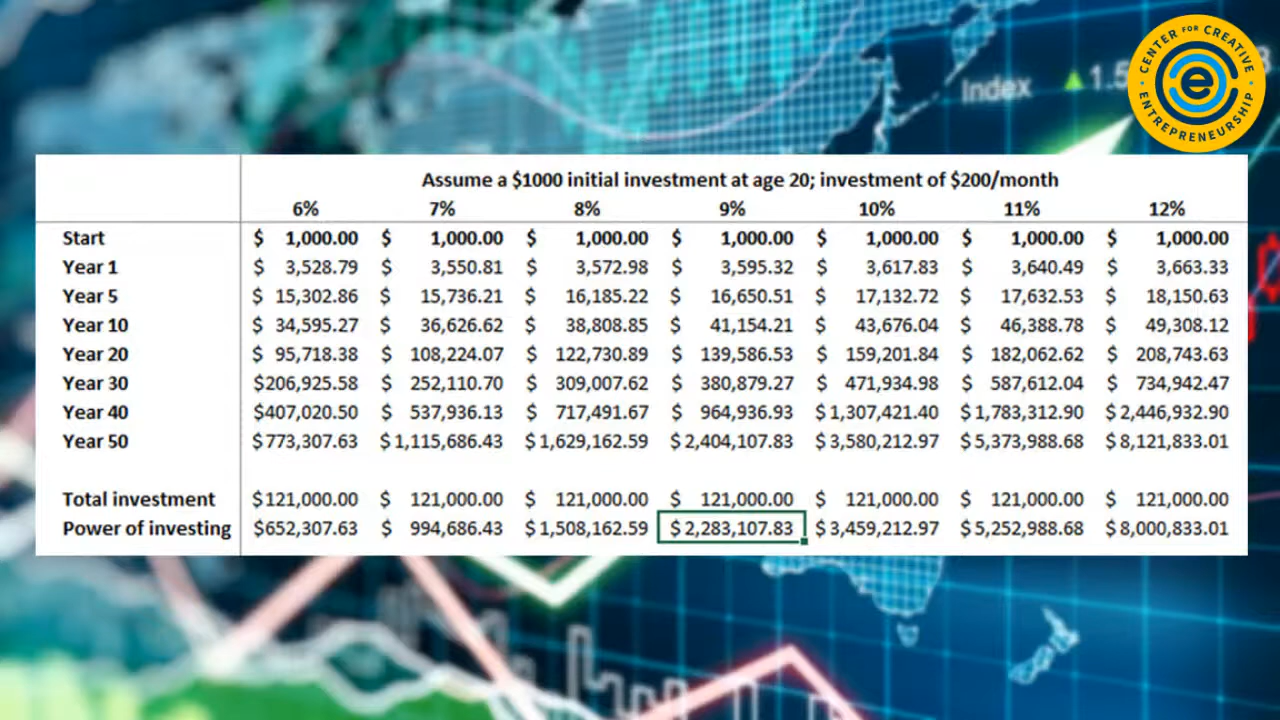 CENTER FOR CREATIVE
e
ENTREPRENEURSHIP
Index ▲1.5
Assume a $1000 initial investment at age 20; investment of $200/month
6% 7% 8% 9% 10% 11% 12%
Start $ 1,000.00 $ 1,000.00 $ 1,000.00 $ 1,000.00 $ 1,000.00 $ 1,000.00 $ 1,000.00
Year 1 $ 3,528.79 $ 3,550.81 $ 3,572.98 $ 3,595.32 $ 3,617.83 $ 3,640.49 $ 3,663.33
Year 5 $ 15,302.86 $ 15,736.21 $ 16,185.22 $ 16,650.51 $ 17,132.72 $ 17,632.53 $ 18,150.63
Year 10 $ 34,595.27 $ 36,626.62 $ 38,808.85 $ 41,154.21 $ 43,676.04 $ 46,388.78 $ 49,308.12
Year 20 $ 95,718.38 $ 108,224.07 $ 122,730.89 $ 139,586.53 $ 159,201.84 $ 182,062.62 $ 208,743.63
Year 30 $206,925.58 $ 252,110.70 $ 309,007.62 $ 380,879.27 $ 471,934.98 $ 587,612.04 $ 734,942.47
Year 40 $407,020.50 $ 537,936.13 $ 717,491.67 $ 964,936.93 $1,307,421.40 $1,783,312.90 $2,446,932.90
Year 50 $773,307.63 $1,115,686.43 $1,629,162.59 $2,404,107.83 $3,580,212.97 $5,373,988.68 $8,121,833.01
Total investment $121,000.00 $ 121,000.00 $ 121,000.00 $ 121,000.00 $ 121,000.00 $ 121,000.00 $ 121,000.00
Power of investing $652,307.63 $ 994,686.43 $1,508,162.59 $2,283,107.83 $3,459,212.97 $5,252,988.68 $8,000,833.01